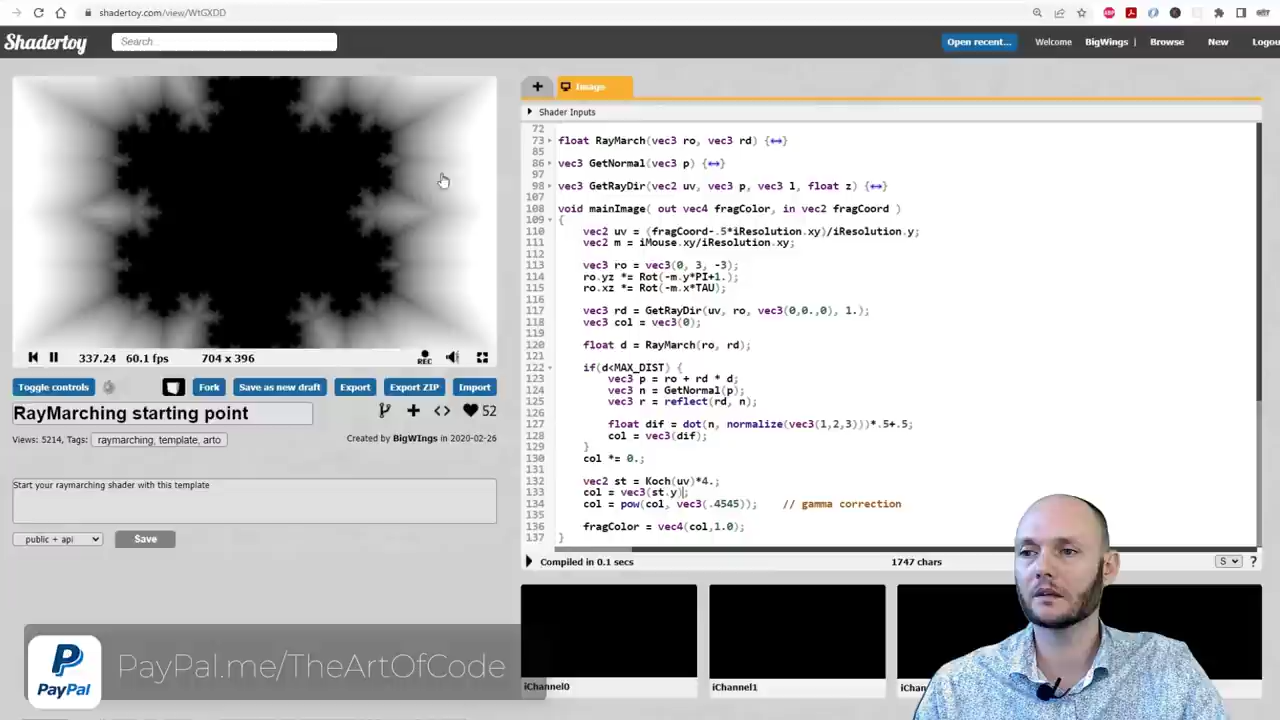 shadertoy.com/view/WtGXDD
Shadertoy
Search...
Open recent...
Welcome
BigWings |
Browse
New
Logou
Image
Shader Inputs
72
73 float RayMarch(vec3 ro, vec3 rd) {↔}
85
86 vec3 GetNormal(vec3 p) {↔}
97
98 vec3 GetRayDir(vec2 uv, vec3 p, vec3 l, float z) {↔}
107
108 void mainImage( out vec4 fragColor, in vec2 fragCoord )
109 {
110 vec2 uv = (fragCoord-.5*iResolution.xy)/iResolution.y;
111 vec2 m = iMouse.xy/iResolution.xy;
112
113 vec3 ro = vec3(0, 3, -3);
114 ro.yz *= Rot(-m.y*PI+1.);
115 ro.xz *= Rot(-m.x*TAU);
116
117 vec3 rd = GetRayDir(uv, ro, vec3(0,0.,0), 1.);
118 vec3 col = vec3(0);
119
120 float d = RayMarch(ro, rd);
121
122 if(d<MAX_DIST) {
123 vec3 p = ro + rd * d;
124 vec3 n = GetNormal(p);
125 vec3 r = reflect(rd, n);
126
127 float dif = dot(n, normalize(vec3(1,2,3)))*.5+.5;
128 col = vec3(dif);
129 }
130 col *= 0.;
131
132 vec2 st = Koch(uv)*4.;
133 col = vec3(st.y);
134 col = pow(col, vec3(.4545)); // gamma correction
135
136 fragColor = vec4(col,1.0);
137 }
337.24 60.1 fps 704 x 396
REC
Toggle controls
Fork
Save as new draft
Export
Export ZIP
Import
RayMarching starting point
52
Views: 5214, Tags: raymarching, template, arto
Created by BigWIngs in 2020-02-26
Start your raymarching shader with this template
public + api
Save
Compiled in 0.1 secs
1747 chars
S
?
iChannel0
iChannel1
iChan
PayPal
PayPal.me/TheArtOfCode